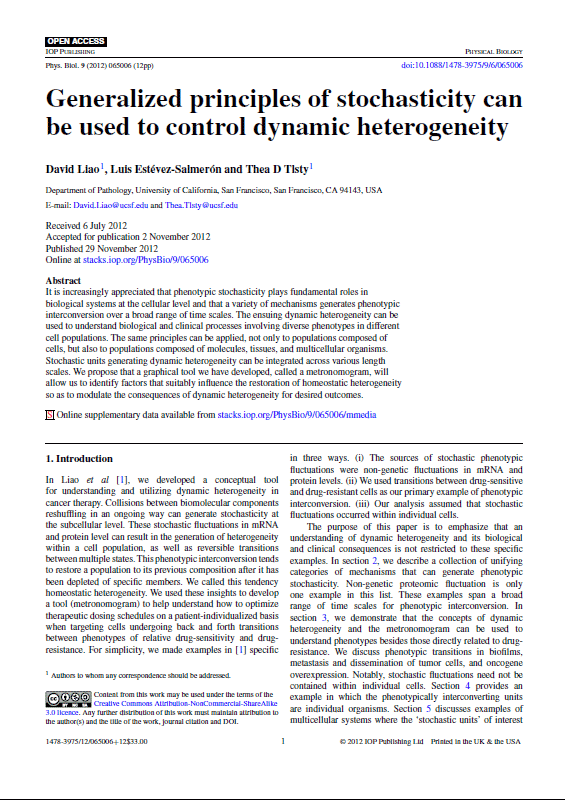 OPEN ACCESS
IOP PUBLISHING
PHYSICAL BIOLOGY
Phys. Biol. 9 (2012) 065006 (12pp)
doi:10.1088/1478-3975/9/6/065006
Generalized principles of stochasticity can
be used to control dynamic heterogeneity
David Liao1, Luis Estévez-Salmerón and Thea D Tlsty1
Department of Pathology, University of California, San Francisco, San Francisco, CA 94143, USA
E-mail: David.Liao@ucsf.edu and Thea.Tlsty@ucsf.edu
Received 6 July 2012
Accepted for publication 2 November 2012
Published 29 November 2012
Online at stacks.iop.org/PhysBio/9/065006
Abstract
It is increasingly appreciated that phenotypic stochasticity plays fundamental roles in
biological systems at the cellular level and that a variety of mechanisms generates phenotypic
interconversion over a broad range of time scales. The ensuing dynamic heterogeneity can be
used to understand biological and clinical processes involving diverse phenotypes in different
cell populations. The same principles can be applied, not only to populations composed of
cells, but also to populations composed of molecules, tissues, and multicellular organisms.
Stochastic units generating dynamic heterogeneity can be integrated across various length
scales. We propose that a graphical tool we have developed, called a metronomogram, will
allow us to identify factors that suitably influence the restoration of homeostatic heterogeneity
so as to modulate the consequences of dynamic heterogeneity for desired outcomes.
S Online supplementary data available from stacks.iop.org/PhysBio/9/065006/mmedia
1. Introduction
In Liao et al [1], we developed a conceptual tool
for understanding and utilizing dynamic heterogeneity in
cancer therapy. Collisions between biomolecular components
reshuffling in an ongoing way can generate stochasticity at
the subcellular level. These stochastic fluctuations in mRNA
and protein level can result in the generation of heterogeneity
within a cell population, as well as reversible transitions
between multiple states. This phenotypic interconversion tends
to restore a population to its previous composition after it has
been depleted of specific members. We called this tendency
homeostatic heterogeneity. We used these insights to develop
a tool (metronomogram) to help understand how to optimize
therapeutic dosing schedules on a patient-individualized basis
when targeting cells undergoing back and forth transitions
between phenotypes of relative drug-sensitivity and drug-
resistance. For simplicity, we made examples in [1] specific
1 Authors to whom any correspondence should be addressed.
Content from this work may be used under the terms of the
Creative Commons Attribution-NonCommercial-ShareAlike
3.0 licence. Any further distribution of this work must maintain attribution to
the author(s) and the title of the work, journal citation and DOI.
in three ways. (i) The sources of stochastic phenotypic
fluctuations were non-genetic fluctuations in mRNA and
protein levels. (ii) We used transitions between drug-sensitive
and drug-resistant cells as our primary example of phenotypic
interconversion. (iii) Our analysis assumed that stochastic
fluctuations occurred within individual cells.
The purpose of this paper is to emphasize that an
understanding of dynamic heterogeneity and its biological
and clinical consequences is not restricted to these specific
examples. In section 2, we describe a collection of unifying
categories of mechanisms that can generate phenotypic
stochasticity. Non-genetic proteomic fluctuation is only
one example in this list. These examples span a broad
range of time scales for phenotypic interconversion. In
section 3, we demonstrate that the concepts of dynamic
heterogeneity and the metronomogram can be used to
understand phenotypes besides those directly related to drug-
resistance. We discuss phenotypic transitions in biofilms,
metastasis and dissemination of tumor cells, and oncogene
overexpression. Notably, stochastic fluctuations need not be
contained within individual cells. Section 4 provides an
example in which the phenotypically interconverting units
are individual organisms. Section 5 discusses examples of
multicellular systems where the ‘stochastic units’ of interest
1478-3975/12/065006+12$33.00
1
© 2012 IOP Publishing Ltd Printed in the UK & the USA